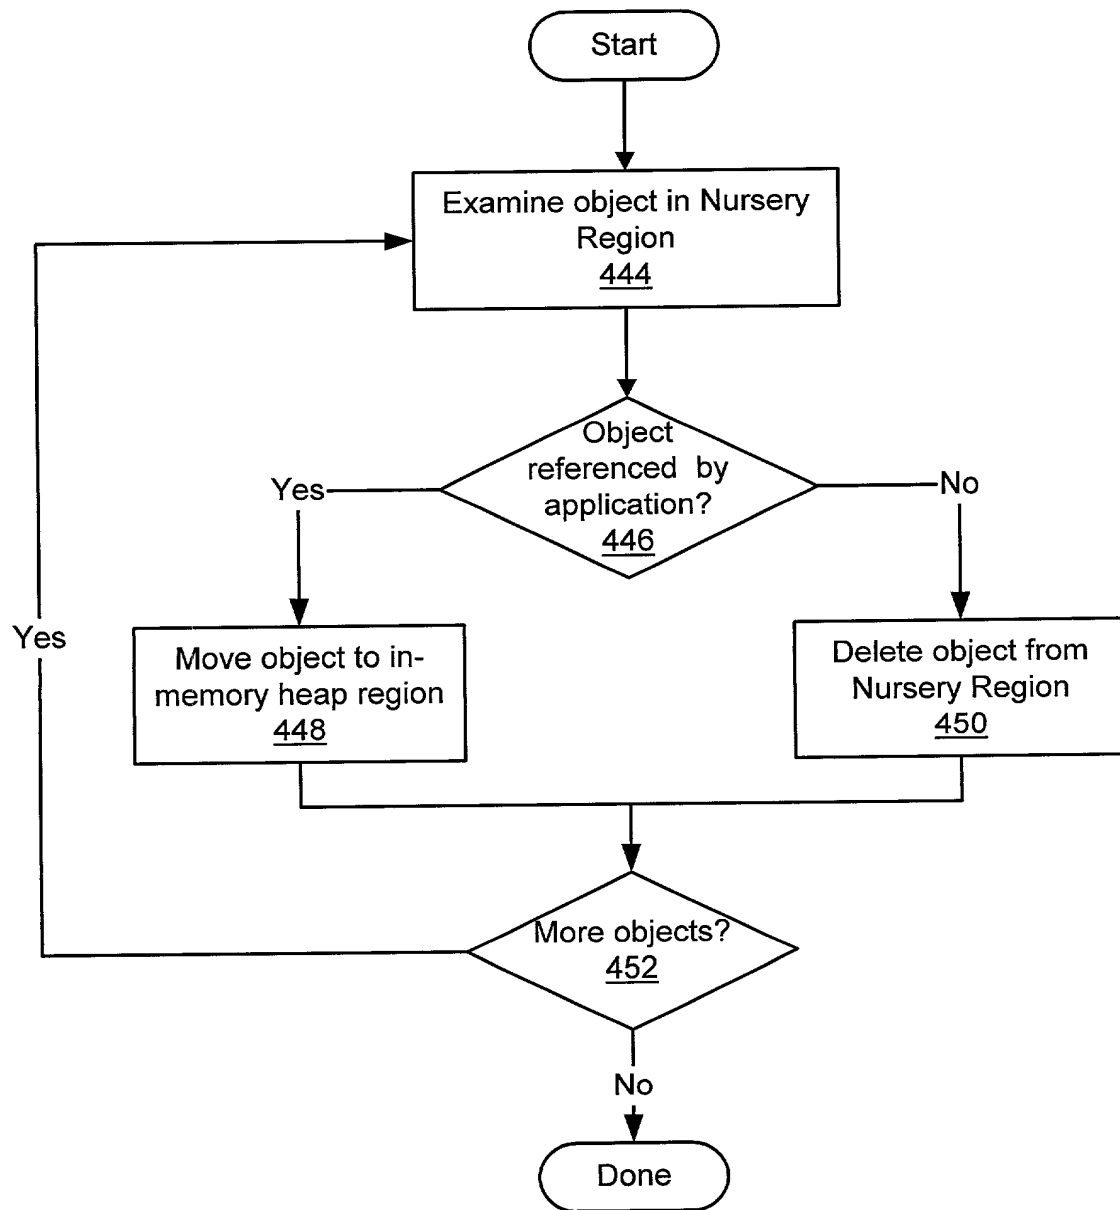 Start
Examine object in Nursery
Region
444
Object
referenced by
application?
446
Yes
No
Yes
Move object to in-
memory heap region
448
Delete object from
Nursery Region
450
More objects?
452
No
Done